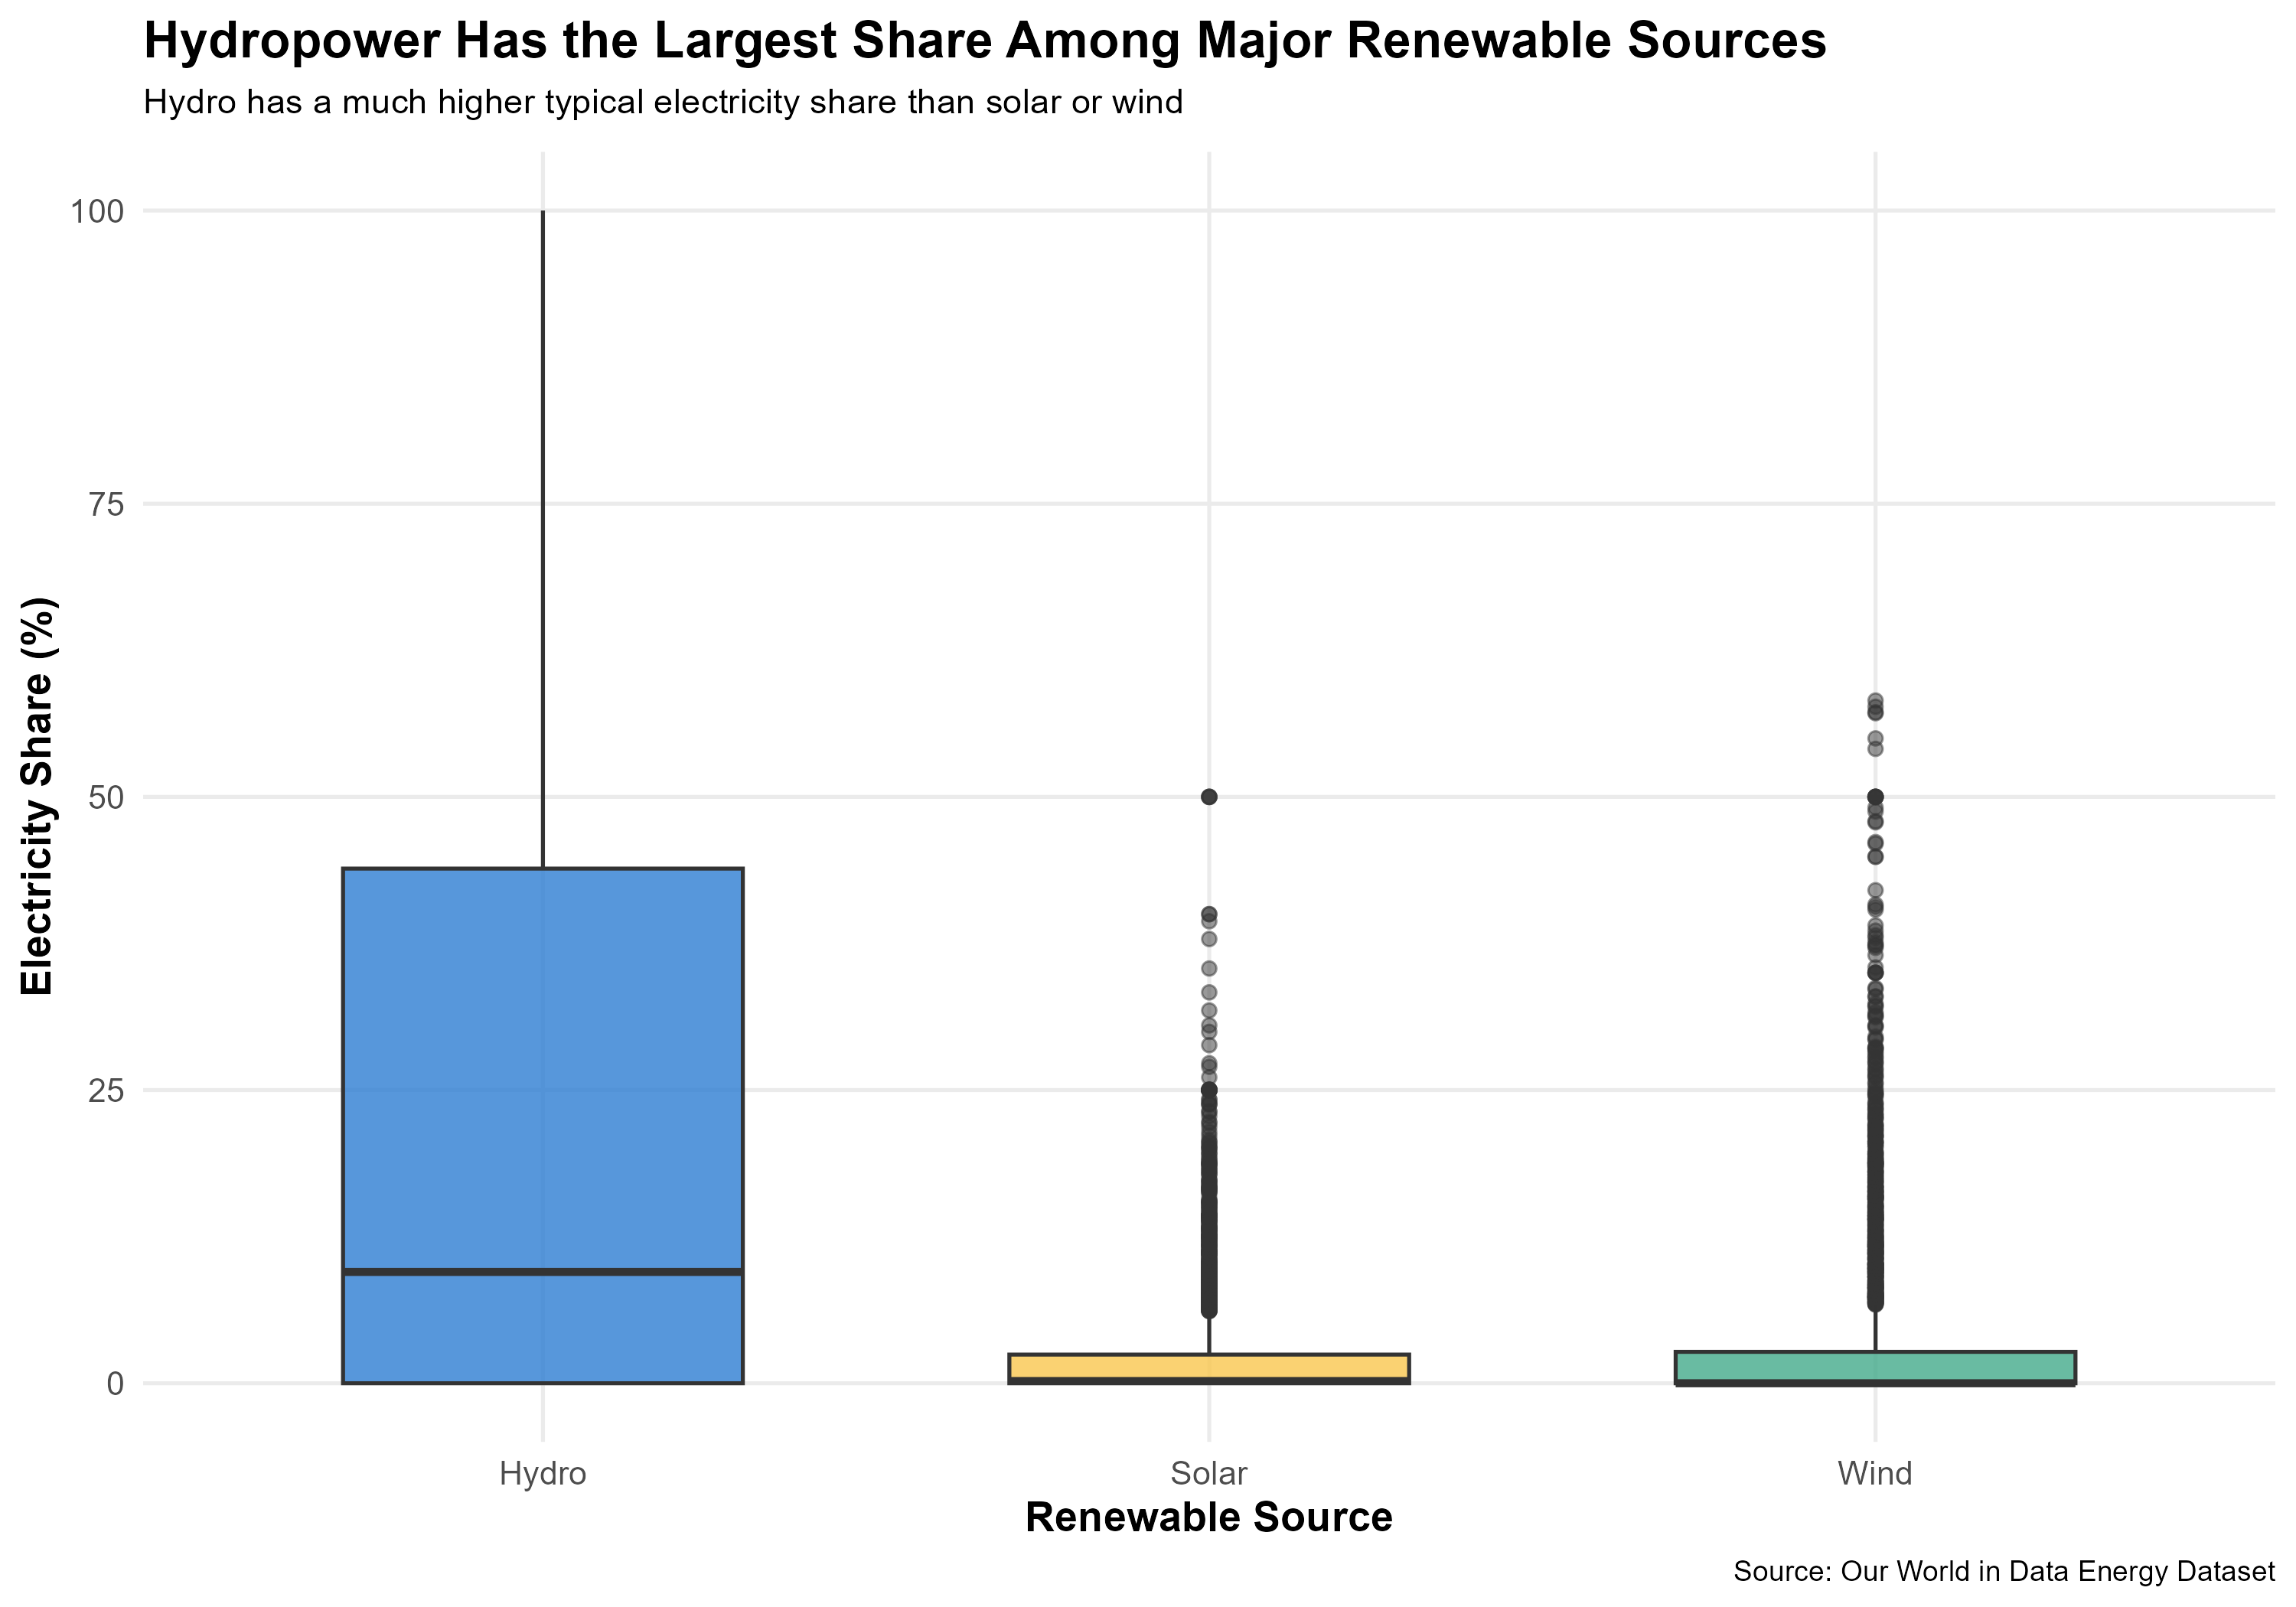 Hydropower Has the Largest Share Among Major Renewable Sources
Hydro has a much higher typical electricity share than solar or wind
Electricity Share (%)
100
75
50
25
0
Hydro
Solar
Wind
Renewable Source
Source: Our World in Data Energy Dataset